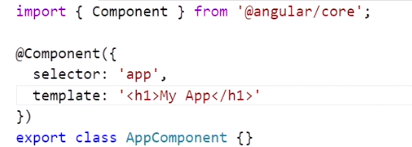 import { Component } from '@angular/core';
@Component({
selector: 'app',
template: '<h1>My App</h1>'
})
export class AppComponent {}